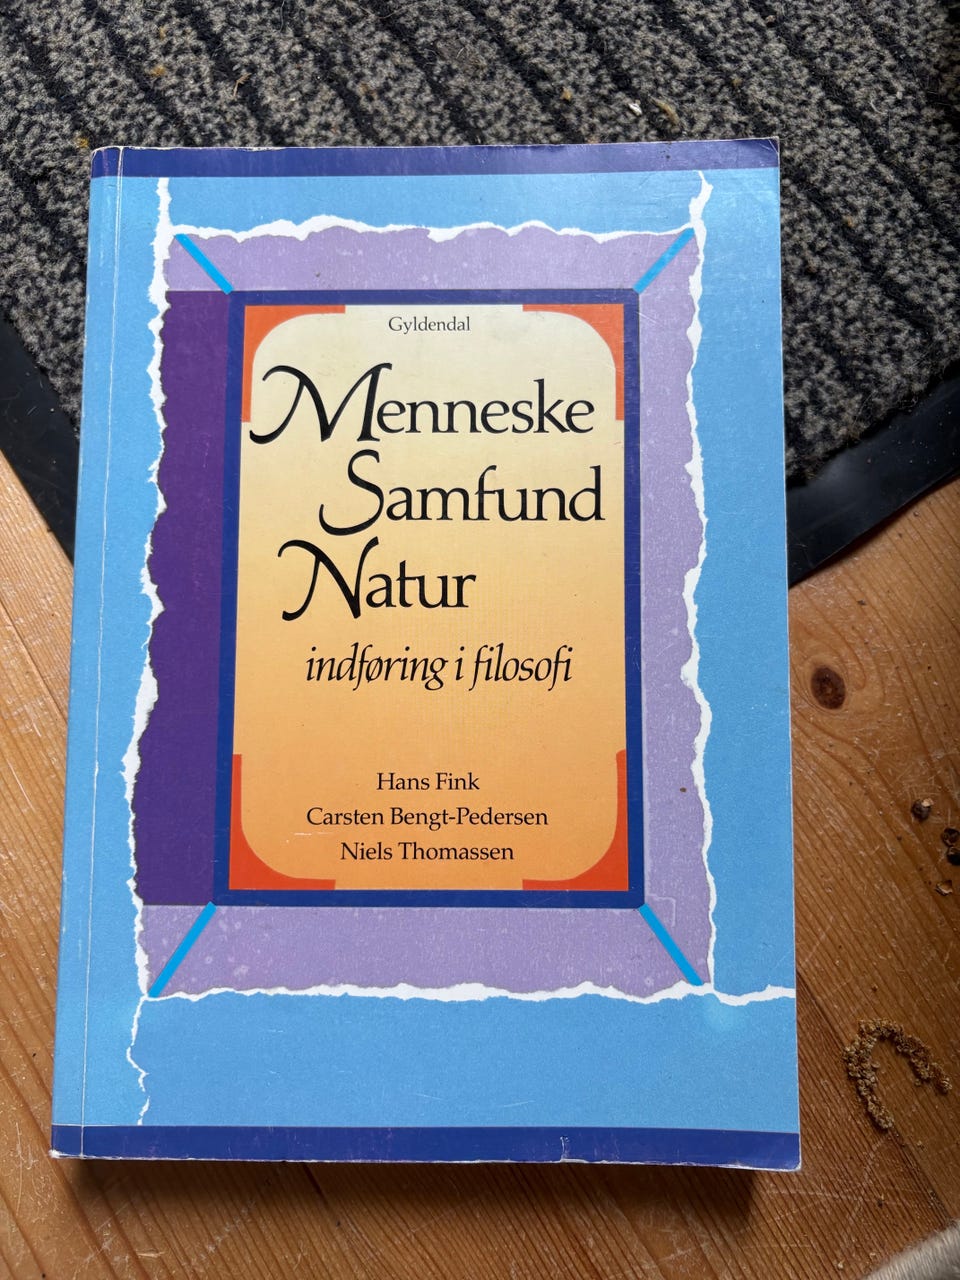 Gyldendal
Menneske
Samfund
Natur
indføring i filosofi
Hans Fink
Carsten Bengt-Pedersen
Niels Thomassen